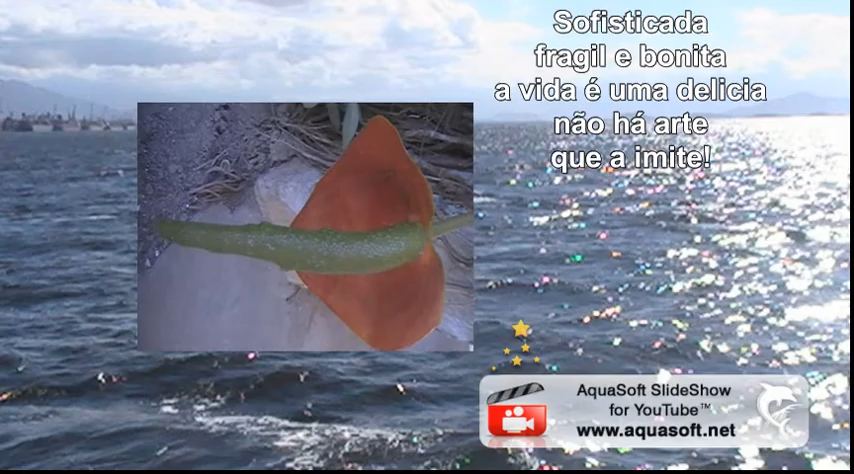 Sofisticada
fragil e bonita
a vida é uma delicia
não há arte
que a imite!
AquaSoft SlideShow
for YouTube™
www.aquasoft.net